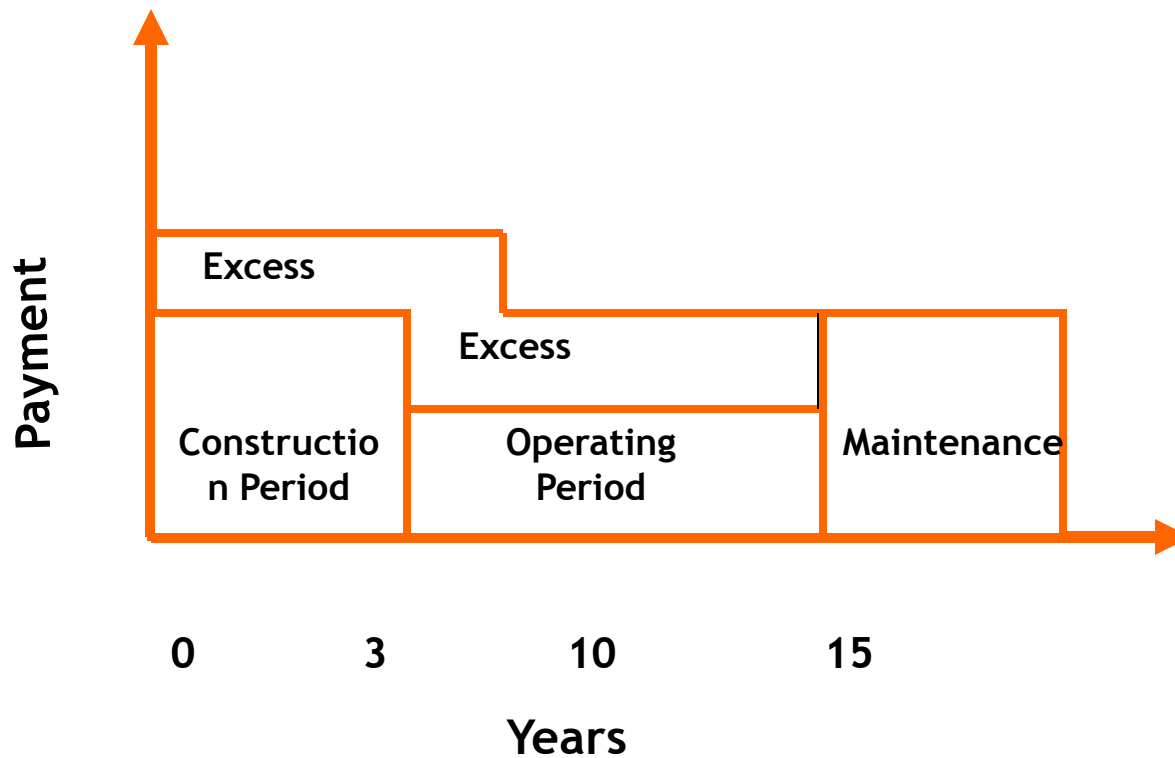 Payment
Excess
Excess
Constructio
n Period
Operating
Period
Maintenance
0 3 10 15
Years